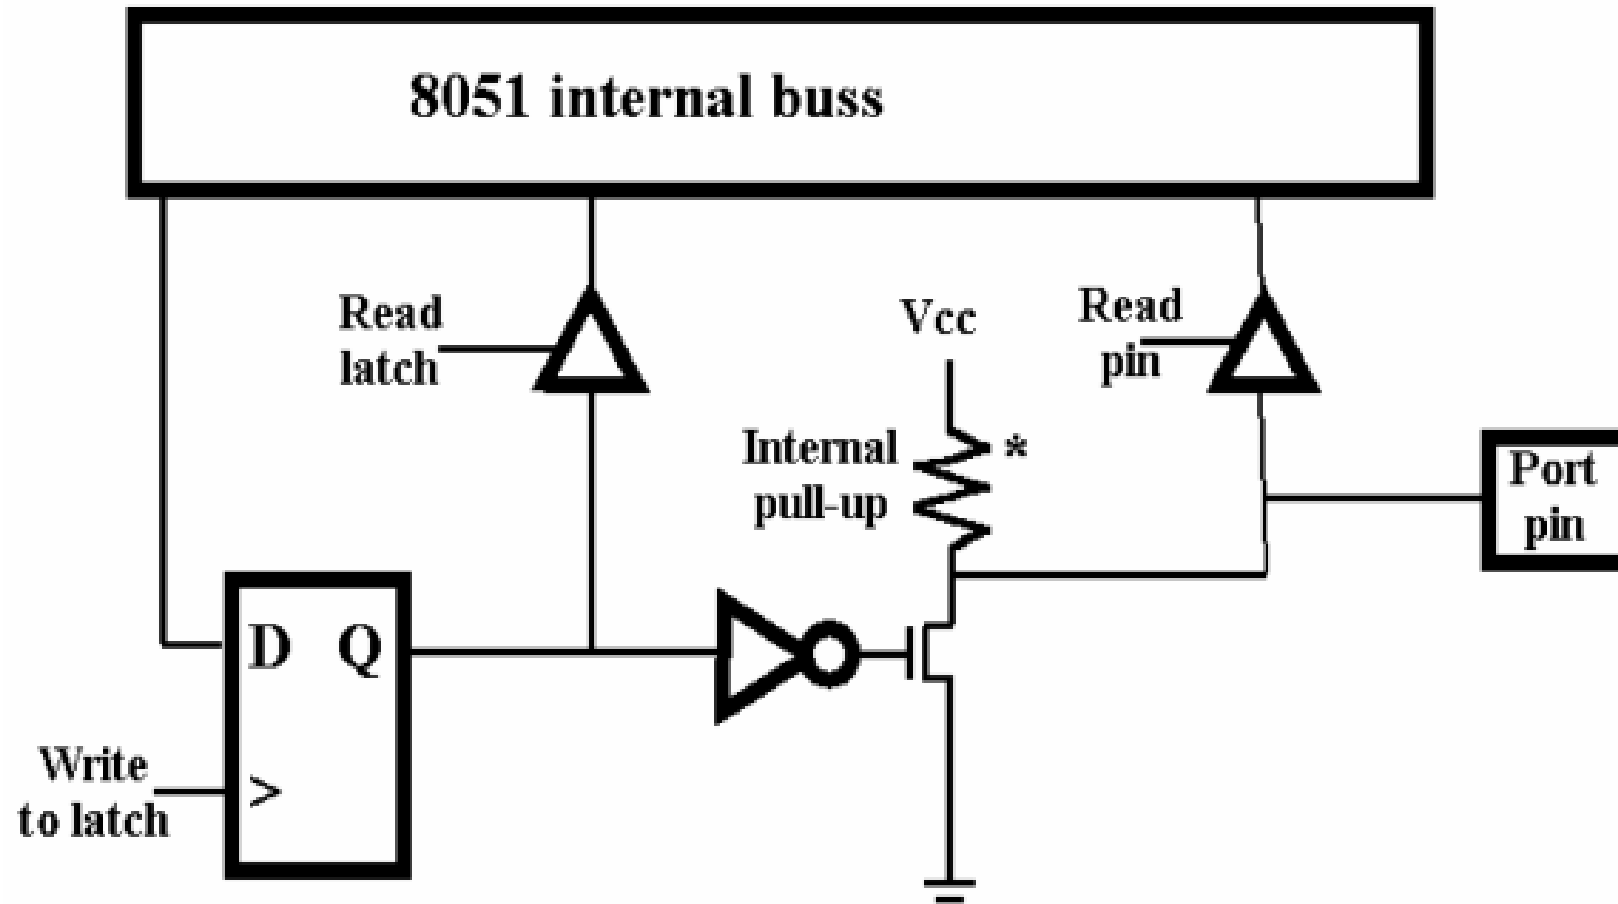 8051 internal buss
Read
latch
Vcc
Read
pin
Internal
pull-up
*
Port
pin
D Q
Write
to latch
>